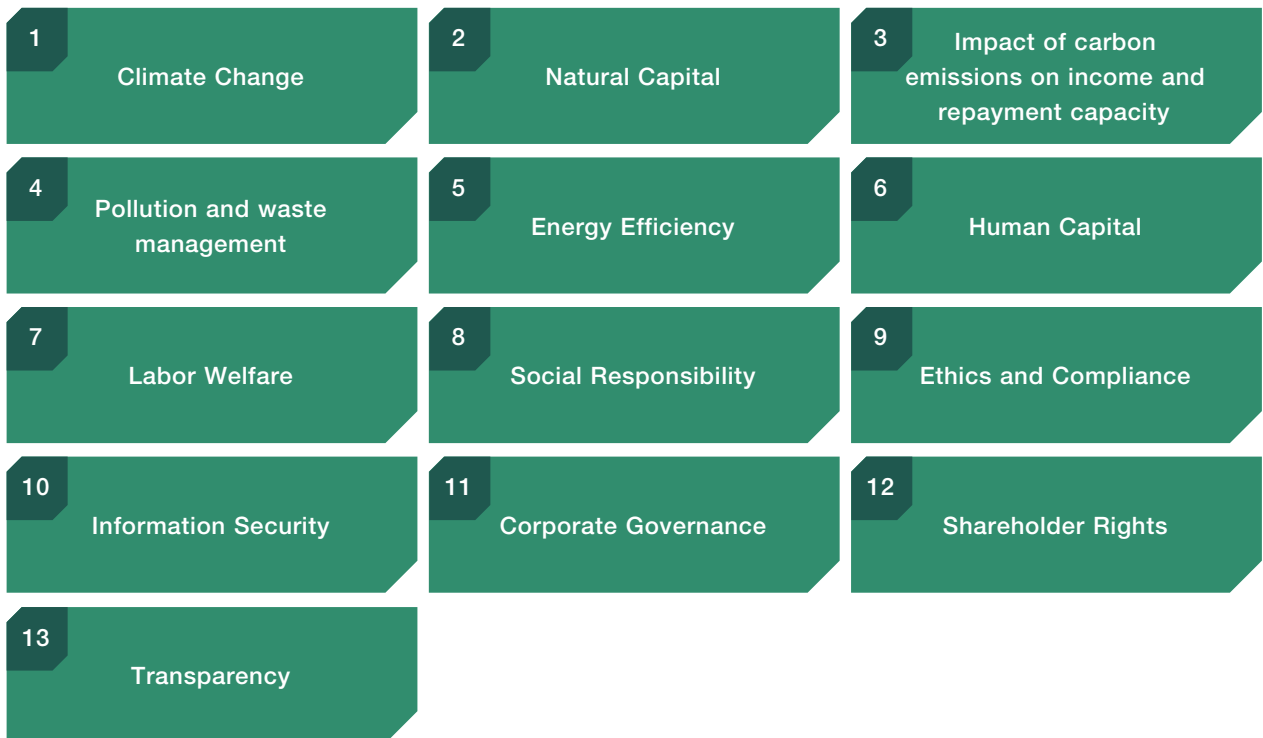 1
Climate Change
2
Natural Capital
3
Impact of carbon
emissions on income and
repayment capacity
4
Pollution and waste
management
5
Energy Efficiency
6
Human Capital
7
Labor Welfare
8
Social Responsibility
9
Ethics and Compliance
10
Information Security
11
Corporate Governance
12
Shareholder Rights
13
Transparency